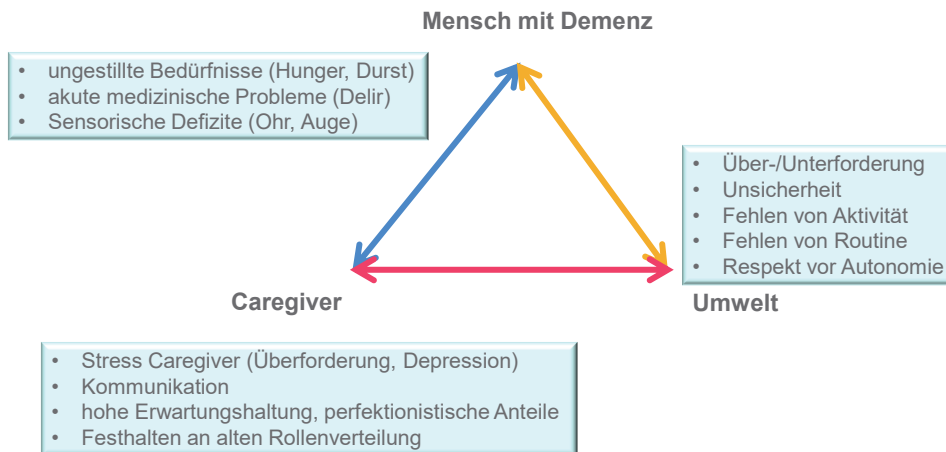 Mensch mit Demenz
• ungestillte Bedürfnisse (Hunger, Durst)
• akute medizinische Probleme (Delir)
• Sensorische Defizite (Ohr, Auge)
• Über-/Unterforderung
• Unsicherheit
• Fehlen von Aktivität
• Fehlen von Routine
• Respekt vor Autonomie
Caregiver
Umwelt
• Stress Caregiver (Überforderung, Depression)
• Kommunikation
• hohe Erwartungshaltung, perfektionistische Anteile
• Festhalten an alten Rollenverteilung